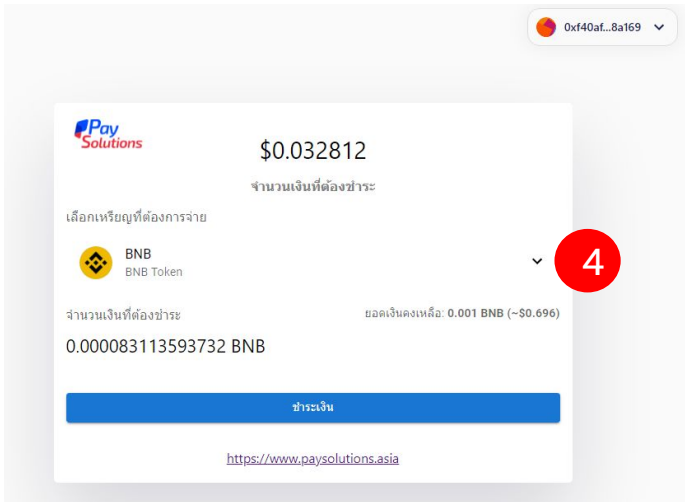 0xf40af...8a169
Pay
Solutions
$0.032812
จำนวนเงินที่ต้องชำระ
เลือกเหรียญที่ต้องการจ่าย
BNB
BNB Token
4
จำนวนเงินที่ต้องชำระ
ยอดเงินคงเหลือ: 0.001 BNB (~$0.696)
0.000083113593732 BNB
ชำระเงิน
https://www.paysolutions.asia